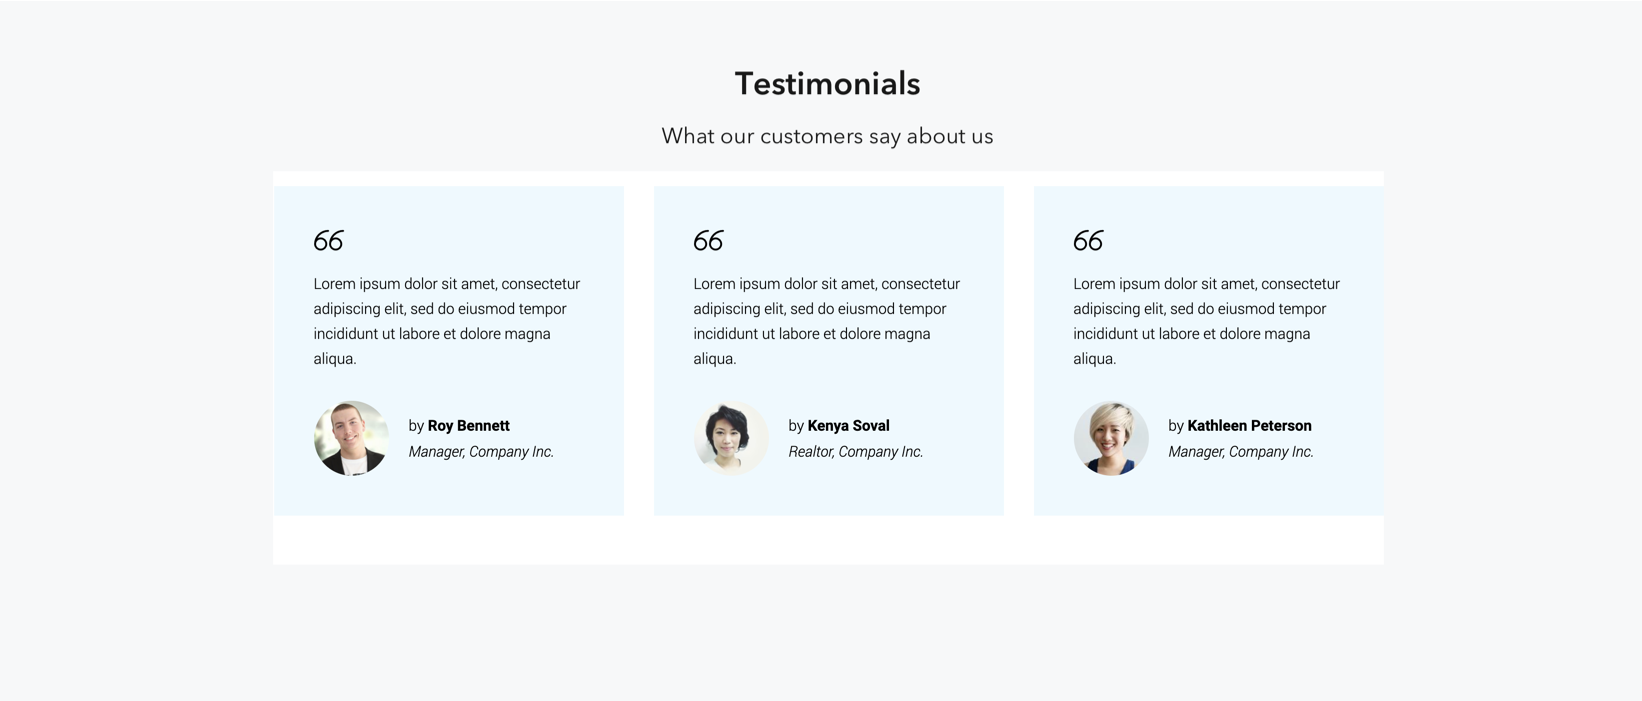 Testimonials
What our customers say about us
“
Lorem ipsum dolor sit amet, consectetur
adipiscing elit, sed do eiusmod tempor
incididunt ut labore et dolore magna
aliqua.
by Roy Bennett
Manager, Company Inc.
“
Lorem ipsum dolor sit amet, consectetur
adipiscing elit, sed do eiusmod tempor
incididunt ut labore et dolore magna
aliqua.
by Kenya Soval
Realtor, Company Inc.
“
Lorem ipsum dolor sit amet, consectetur
adipiscing elit, sed do eiusmod tempor
incididunt ut labore et dolore magna
aliqua.
by Kathleen Peterson
Manager, Company Inc.